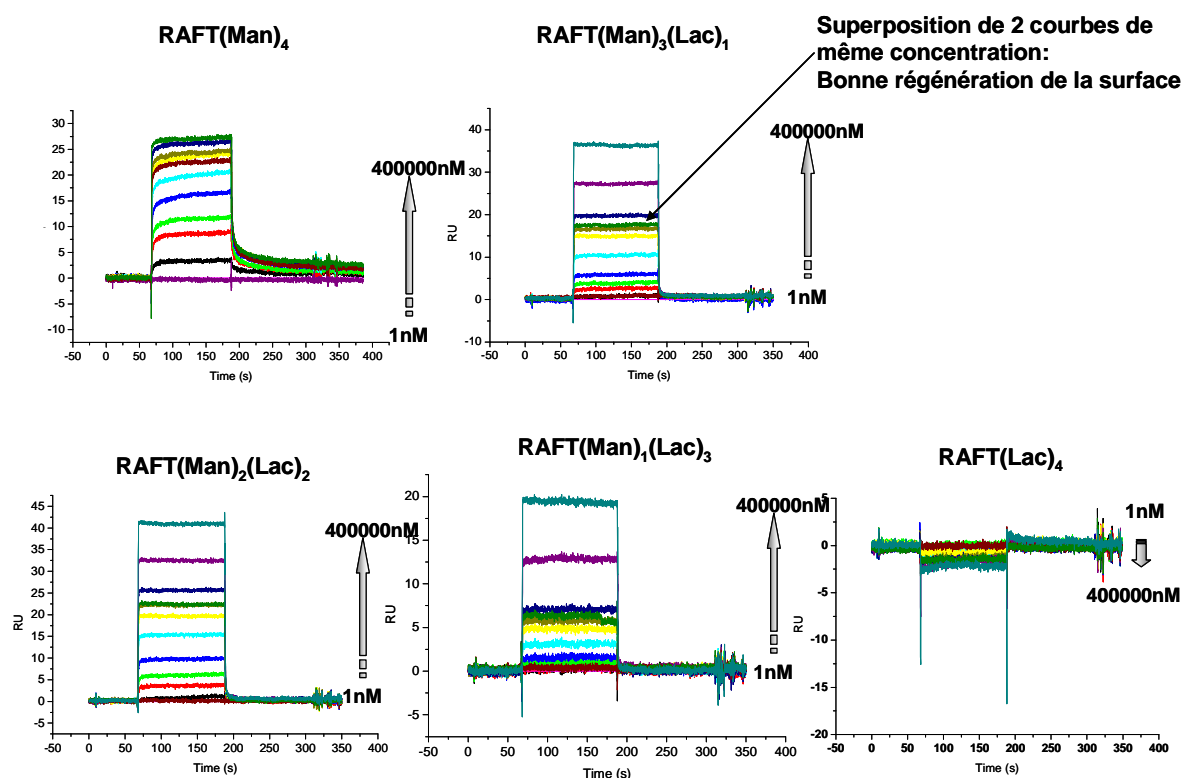 RAFT(Man)4
RAFT(Man)3(Lac)1
Superposition de 2 courbes de
même concentration:
Bonne régénération de la surface
30
25
20
15
10
5
0
-5
-10
-50 0 50 100 150 200 250 300 350 400
Time (s)
400000nM
1nM
40
30
20
10
0
-10
RU
-50 0 50 100 150 200 250 300 350 400
Time (s)
400000nM
1nM
RAFT(Man)2(Lac)2
45
40
35
30
25
20
15
10
5
0
-5
RU
-50 0 50 100 150 200 250 300 350 400
Time (s)
400000nM
1nM
RAFT(Man)1(Lac)3
20
15
10
5
0
-5
RU
-50 0 50 100 150 200 250 300 350 400
Time (s)
400000nM
1nM
RAFT(Lac)4
5
0
-5
-10
-15
-20
RU
-50 0 50 100 150 200 250 300 350 400
Time (s)
1nM
400000nM